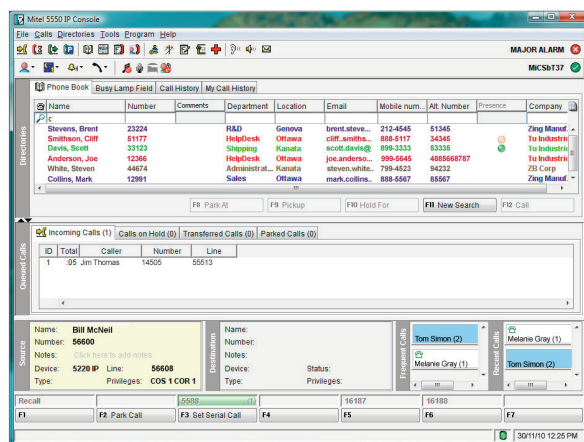 Mitel 5550 IP Console
File Calls Directories Tools Program Help
MAJOR ALARM
MiCSbT37
Directories
Phone Book Busy Lamp Field Call History My Call History
Name Number Comments Department Location Email Mobile num... Alt. Number Presence Company
c
Stevens, Brent 23224 R&D Genova brent.steve... 212-4545 51345 Zing Manuf.
Smithson, Cliff 51177 HelpDesk Ottawa cliff..smiths... 888-5117 34345 Tu Industrie
Davis, Scott 33123 Shipping Kanata scott.davis@ 899-3333 53335 Tu Industrie
Anderson, Joe 12366 HelpDesk Ottawa joe.anderso... 999-5645 4885668787 Tu Industrie
White, Steven 44674 Administrat... Kanata steven.white.. 799-4523 94232 ZB Corp
Collins, Mark 12991 Sales Ottawa mark.collins.. 888-5567 85567 Zing Manuf.
F8 Park At F9 Pickup F10 Hold For F11 New Search F12 Call
Queued Calls
Incoming Calls (1) Calls on Hold (0) Transferred Calls (0) Parked Calls (0)
ID Total Caller Number Line
1 :05 Jim Thomas 14505 55513
Source
Name: Bill McNeil
Number: 56600
Notes: Click here to add notes
Device: 5220 IP Line: 56608
Type: Privileges: COS 1 COR 1
Destination
Name:
Number:
Notes:
Device: Status:
Type: Privileges:
Frequent Calls
Tom Simon (2)
Melanie Gray (1)
Recent Calls
Melanie Gray (1)
Tom Simon (2)
Recall 5588 (1) 16187 16188
F1 F2 Park Call F3 Set Serial Call F4 F5 F6 F7
30/11/10 12:25 PM